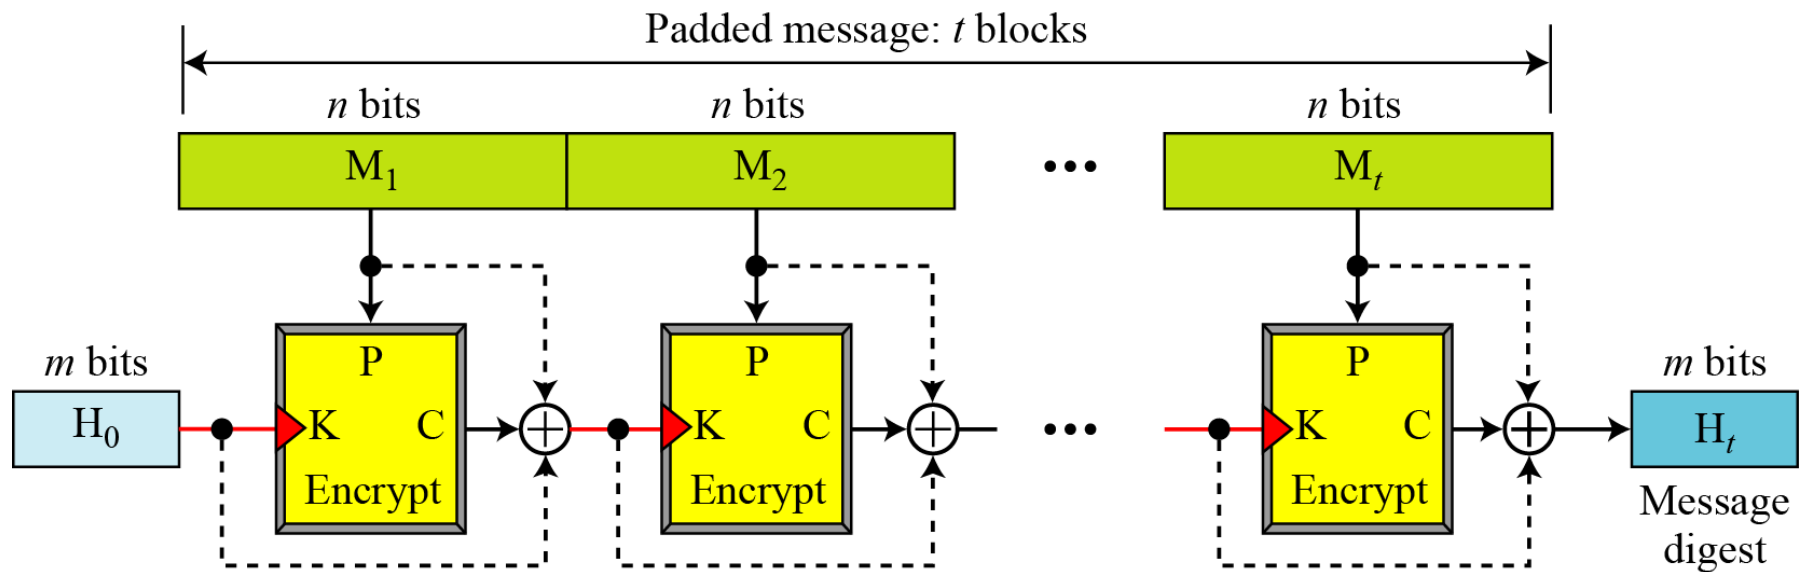 Padded message: t blocks
n bits n bits n bits
M₁ M₂ ••• Mₜ
m bits P P P m bits
H₀ K C K C ••• K C Hₜ
Encrypt Encrypt Encrypt Message
digest